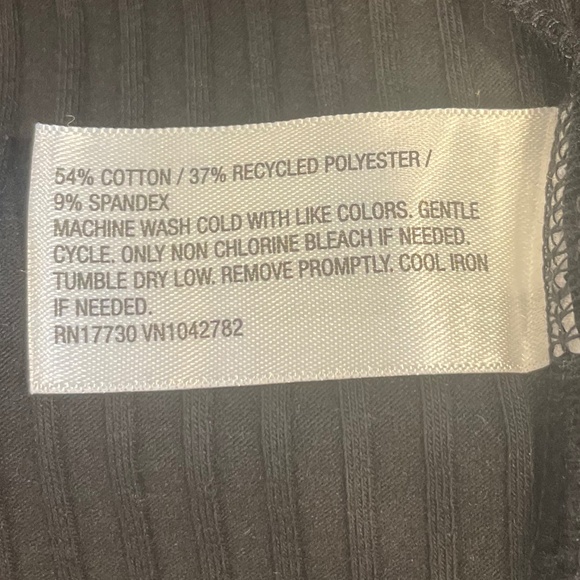 54% COTTON / 37% RECYCLED POLYESTER /
9% SPANDEX
MACHINE WASH COLD WITH LIKE COLORS. GENTLE
CYCLE. ONLY NON CHLORINE BLEACH IF NEEDED.
TUMBLE DRY LOW. REMOVE PROMPTLY. COOL IRON
IF NEEDED.
RN17730 VN1042782